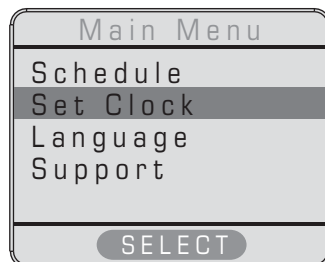 Main Menu
Schedule
Set Clock
Language
Support
SELECT